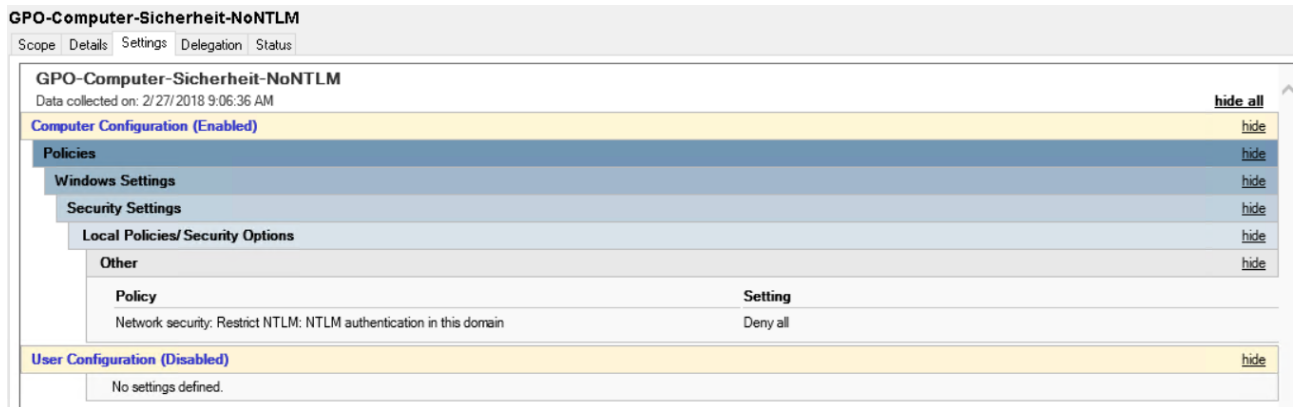 GPO-Computer-Sicherheit-NoNTLM
Scope Details Settings Delegation Status
GPO-Computer-Sicherheit-NoNTLM
Data collected on: 2/27/2018 9:06:36 AM hide all
Computer Configuration (Enabled) hide
Policies hide
Windows Settings hide
Security Settings hide
Local Policies/Security Options hide
Other hide
Policy Setting
Network security: Restrict NTLM: NTLM authentication in this domain Deny all
User Configuration (Disabled) hide
No settings defined.